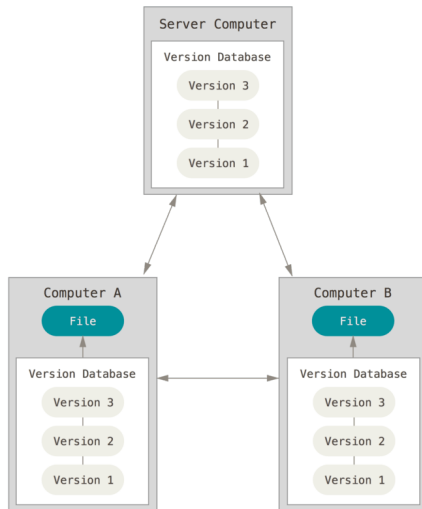 Server Computer
Version Database
Version 3
Version 2
Version 1
Computer A
File
Version Database
Version 3
Version 2
Version 1
Computer B
File
Version Database
Version 3
Version 2
Version 1